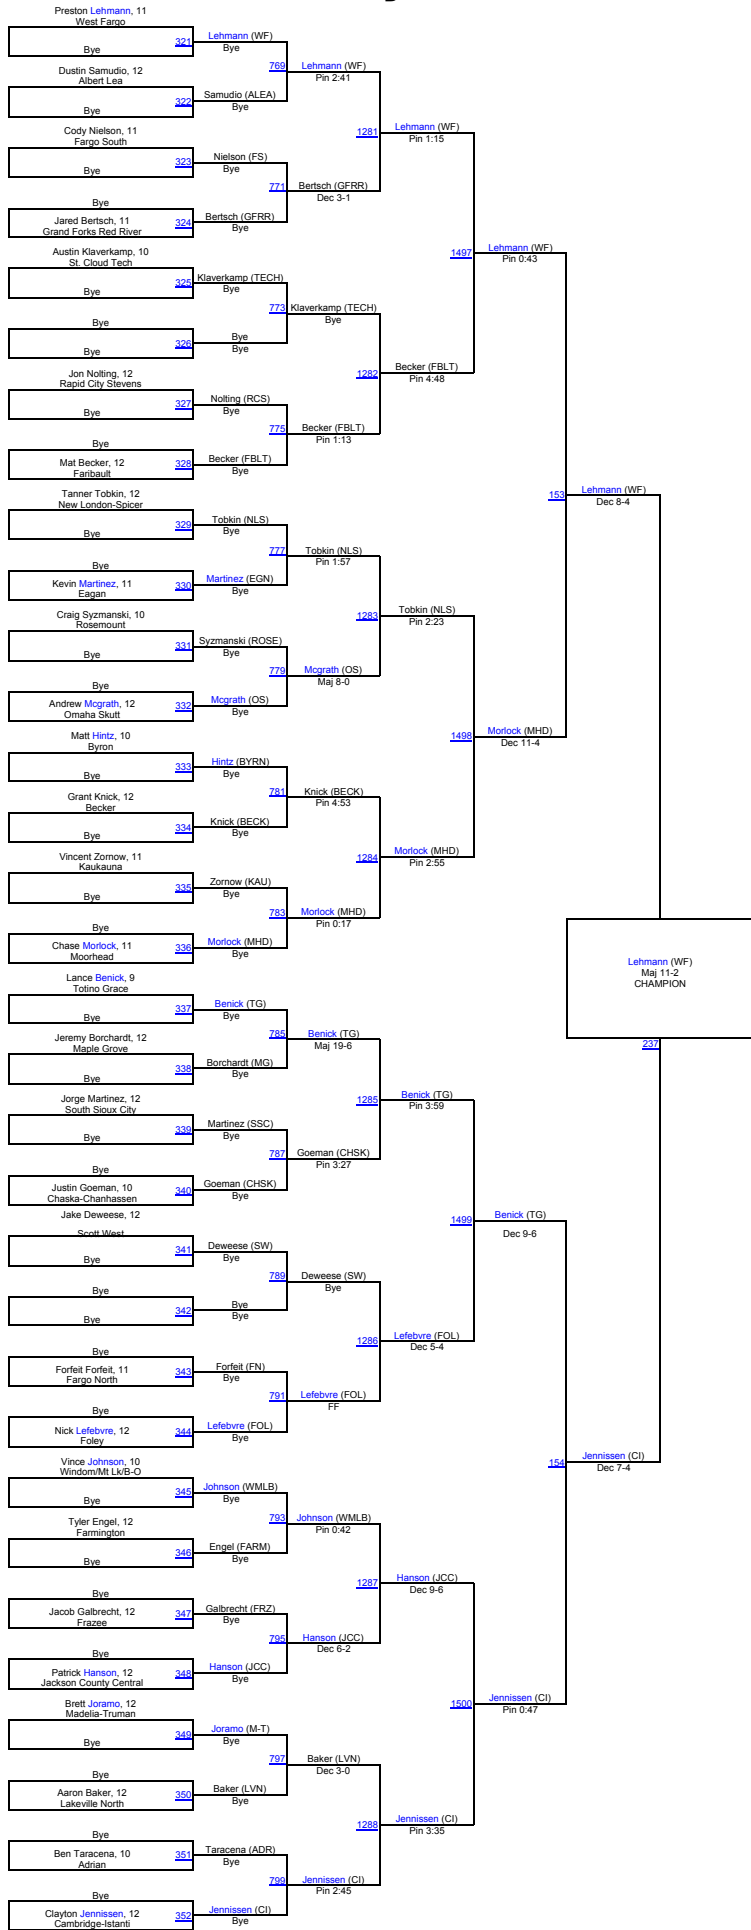 Preston Lehmann, 11
West Fargo
321
Bye
Lehmann (WF)
Bye
769
Dustin Samudio, 12
Albert Lea
322
Bye
Samudio (ALEA)
Bye
Lehmann (WF)
Pin 2:41
1281
Cody Nielson, 11
Fargo South
323
Bye
Nielson (FS)
Bye
771
Bye
Jared Bertsch, 11
Grand Forks Red River
324
Bertsch (GFRR)
Bye
Bertsch (GFRR)
Dec 3-1
Lehmann (WF)
Pin 1:15
1497
Austin Klaverkamp, 10
St. Cloud Tech
325
Bye
Klaverkamp (TECH)
Bye
773
Bye
326
Bye
Bye
Bye
Klaverkamp (TECH)
Bye
1282
Jon Nolting, 12
Rapid City Stevens
327
Bye
Nolting (RCS)
Bye
775
Bye
Mat Becker, 12
Faribault
328
Becker (FBLT)
Bye
Becker (FBLT)
Pin 1:13
Becker (FBLT)
Pin 4:48
Lehmann (WF)
Pin 0:43
153
Tanner Tobkin, 12
New London-Spicer
329
Bye
Tobkin (NLS)
Bye
777
Bye
Kevin Martinez, 11
Eagan
330
Martinez (EGN)
Bye
Tobkin (NLS)
Pin 1:57
1283
Craig Syzmanski, 10
Rosemount
331
Bye
Syzmanski (ROSE)
Bye
779
Bye
Andrew Mcgrath, 12
Omaha Skutt
332
Mcgrath (OS)
Bye
Mcgrath (OS)
Maj 8-0
Tobkin (NLS)
Pin 2:23
1498
Matt Hintz, 10
Byron
333
Bye
Hintz (BYRN)
Bye
781
Grant Knick, 12
Becker
334
Bye
Knick (BECK)
Bye
Knick (BECK)
Pin 4:53
1284
Vincent Zornow, 11
Kaukauna
335
Bye
Zornow (KAU)
Bye
783
Bye
Chase Morlock, 11
Moorhead
336
Morlock (MHD)
Bye
Morlock (MHD)
Pin 0:17
Morlock (MHD)
Pin 2:55
Morlock (MHD)
Dec 11-4
Lehmann (WF)
Dec 8-4
Lehmann (WF)
Maj 11-2
CHAMPION
237
Lance Benick, 9
Totino Grace
337
Bye
Benick (TG)
Bye
785
Jeremy Borchardt, 12
Maple Grove
338
Bye
Borchardt (MG)
Bye
Benick (TG)
Maj 19-6
1285
Jorge Martinez, 12
South Sioux City
339
Bye
Martinez (SSC)
Bye
787
Bye
Justin Goeman, 10
Chaska-Chanhassen
340
Goeman (CHSK)
Bye
Goeman (CHSK)
Pin 3:27
Benick (TG)
Pin 3:59
1499
Jake Deweese, 12
Scott West
341
Bye
Deweese (SW)
Bye
789
Bye
342
Bye
Bye
Bye
Deweese (SW)
Bye
1286
Bye
Forfeit Forfeit, 11
Fargo North
343
Forfeit (FN)
Bye
791
Bye
Nick Lefebvre, 12
Foley
344
Lefebvre (FOL)
Bye
Lefebvre (FOL)
FF
Lefebvre (FOL)
Dec 5-4
Benick (TG)
Dec 9-6
154
Vince Johnson, 10
Windom/Mt Lk/B-O
345
Bye
Johnson (WMLB)
Bye
793
Tyler Engel, 12
Farmington
346
Bye
Engel (FARM)
Bye
Johnson (WMLB)
Pin 0:42
1287
Bye
Jacob Galbrecht, 12
Frazee
347
Galbrecht (FRZ)
Bye
795
Bye
Patrick Hanson, 12
Jackson County Central
348
Hanson (JCC)
Bye
Hanson (JCC)
Dec 6-2
Hanson (JCC)
Dec 9-6
1500
Brett Joramo, 12
Madelia-Truman
349
Bye
Joramo (M-T)
Bye
797
Bye
Aaron Baker, 12
Lakeville North
350
Baker (LVN)
Bye
Baker (LVN)
Dec 3-0
1288
Bye
Ben Taracena, 10
Adrian
351
Taracena (ADR)
Bye
799
Bye
Clayton Jennissen, 12
Cambridge-Istanti
352
Jennissen (CI)
Bye
Jennissen (CI)
Pin 2:45
Jennissen (CI)
Pin 3:35
Jennissen (CI)
Pin 0:47
Jennissen (CI)
Dec 7-4